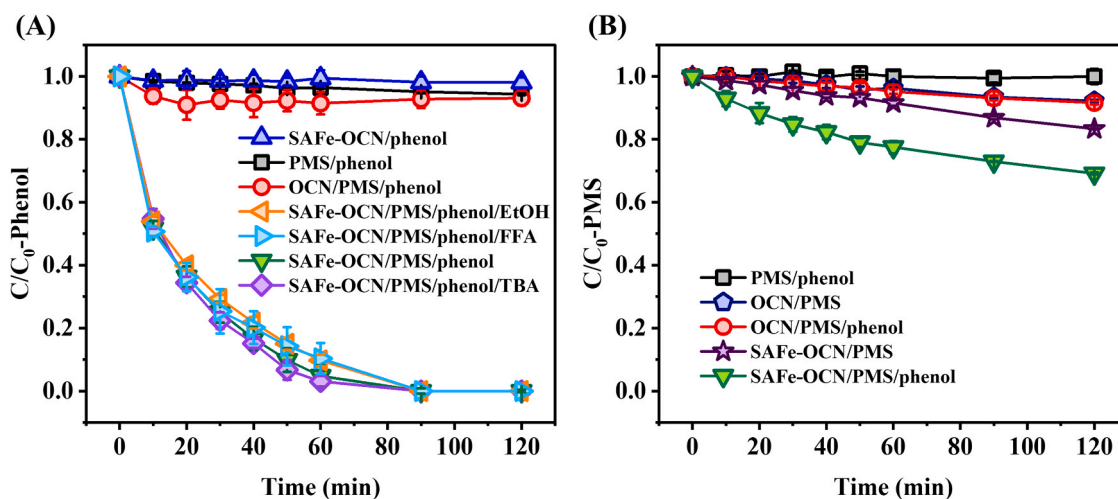 (A)
C/C₀-Phenol
1.0
0.8
0.6
0.4
0.2
0.0
SAFe-OCN/phenol
PMS/phenol
OCN/PMS/phenol
SAFe-OCN/PMS/phenol/EtOH
SAFe-OCN/PMS/phenol/FFA
SAFe-OCN/PMS/phenol
SAFe-OCN/PMS/phenol/TBA
0 20 40 60 80 100 120
Time (min)
(B)
C/C₀-PMS
1.0
0.8
0.6
0.4
0.2
0.0
PMS/phenol
OCN/PMS
OCN/PMS/phenol
SAFe-OCN/PMS
SAFe-OCN/PMS/phenol
0 20 40 60 80 100 120
Time (min)